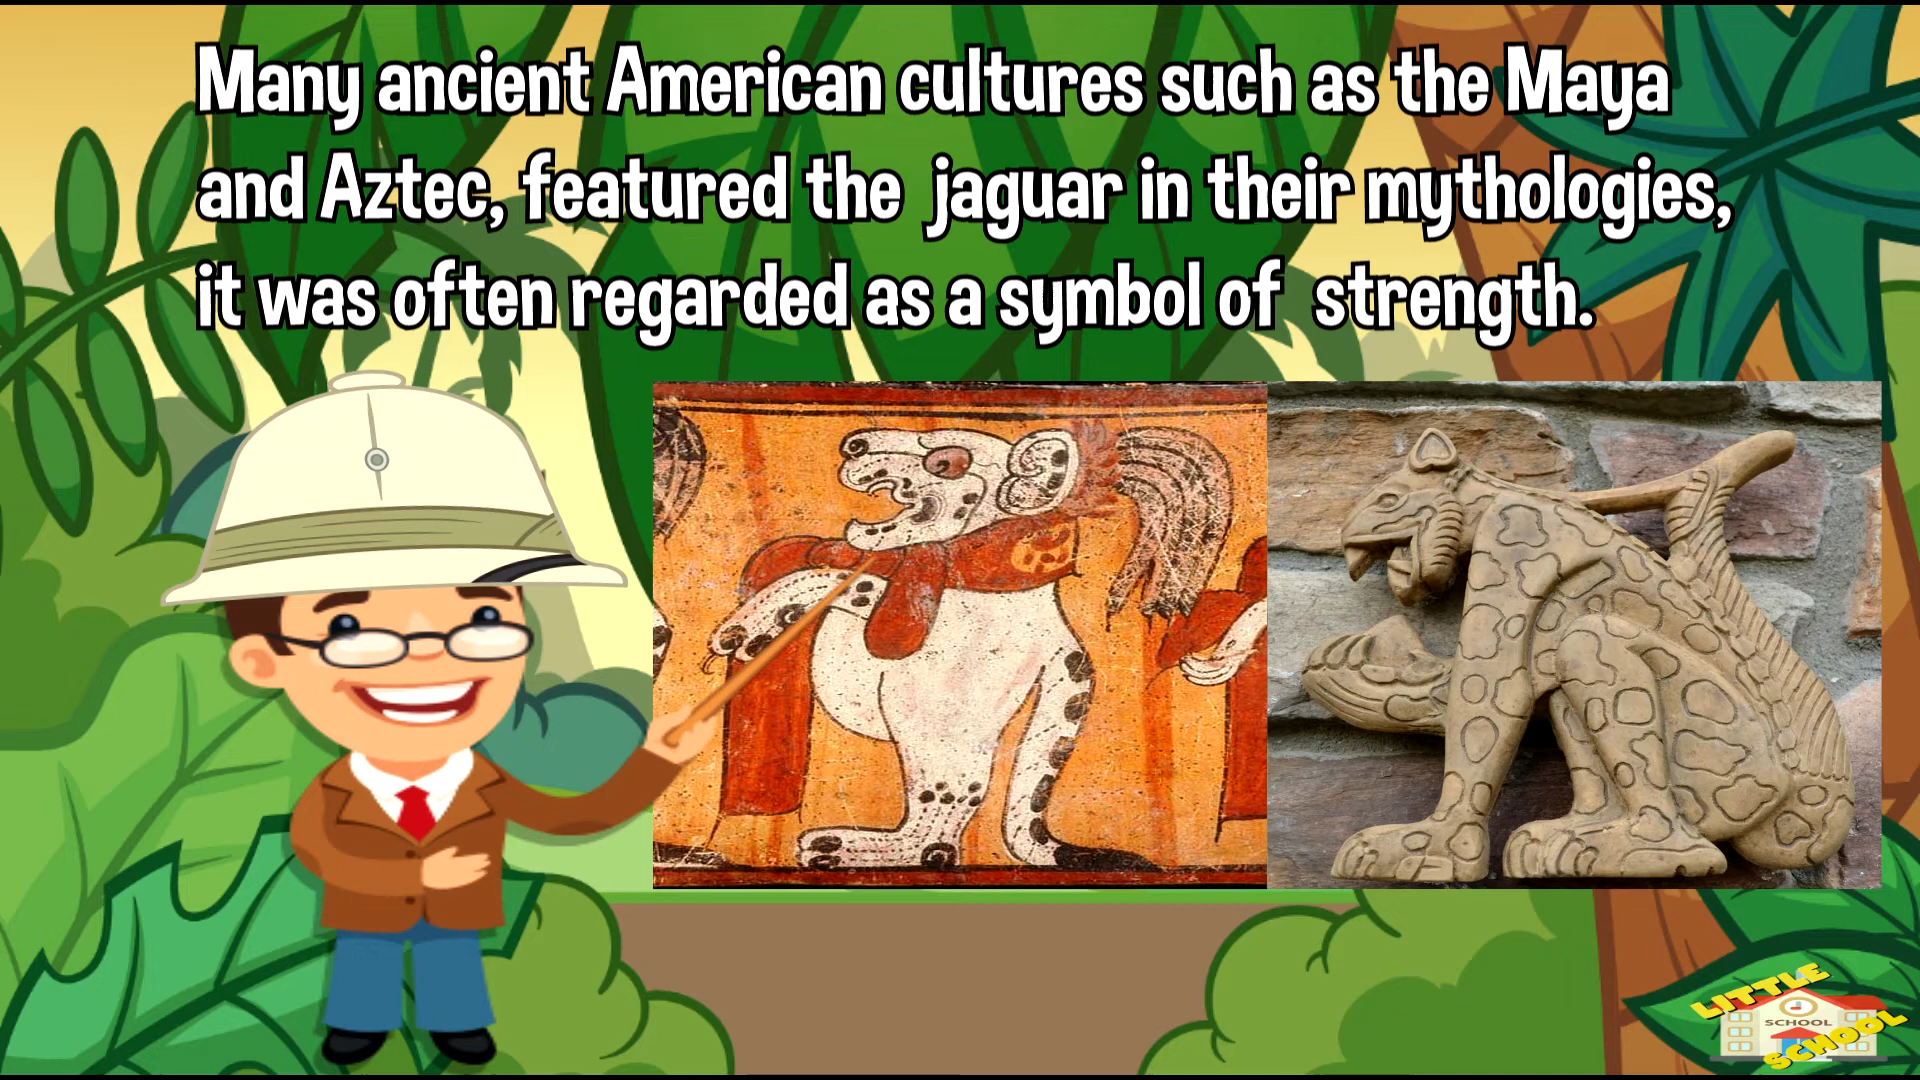 Many ancient American cultures such as the Maya
and Aztec, featured the jaguar in their mythologies,
it was often regarded as a symbol of strength.
LITTLE
SCHOOL
SCHOOL